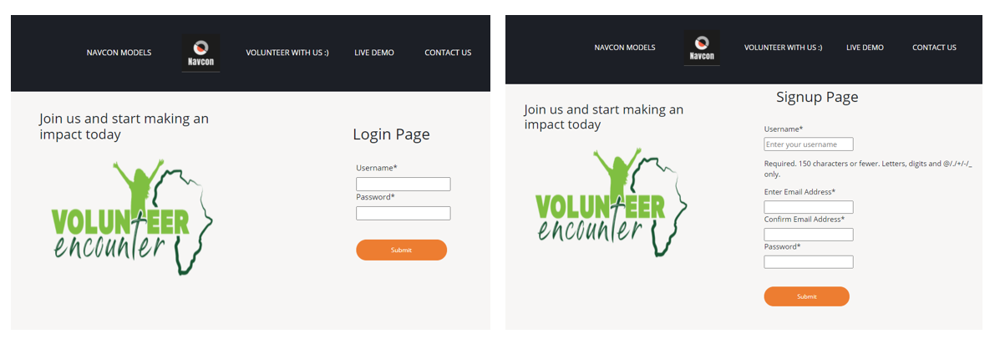 NAVCON MODELS
Navcon
VOLUNTEER WITH US :)
LIVE DEMO
CONTACT US
Join us and start making an
impact today
VOLUNTEER
encounter
Login Page
Username*
Password*
Submit
NAVCON MODELS
Navcon
VOLUNTEER WITH US :)
LIVE DEMO
CONTACT US
Join us and start making an
impact today
VOLUNTEER
encounter
Signup Page
Username*
Enter your username
Required. 150 characters or fewer. Letters, digits and @/./+/-/_
only.
Enter Email Address*
Confirm Email Address*
Password*
Submit